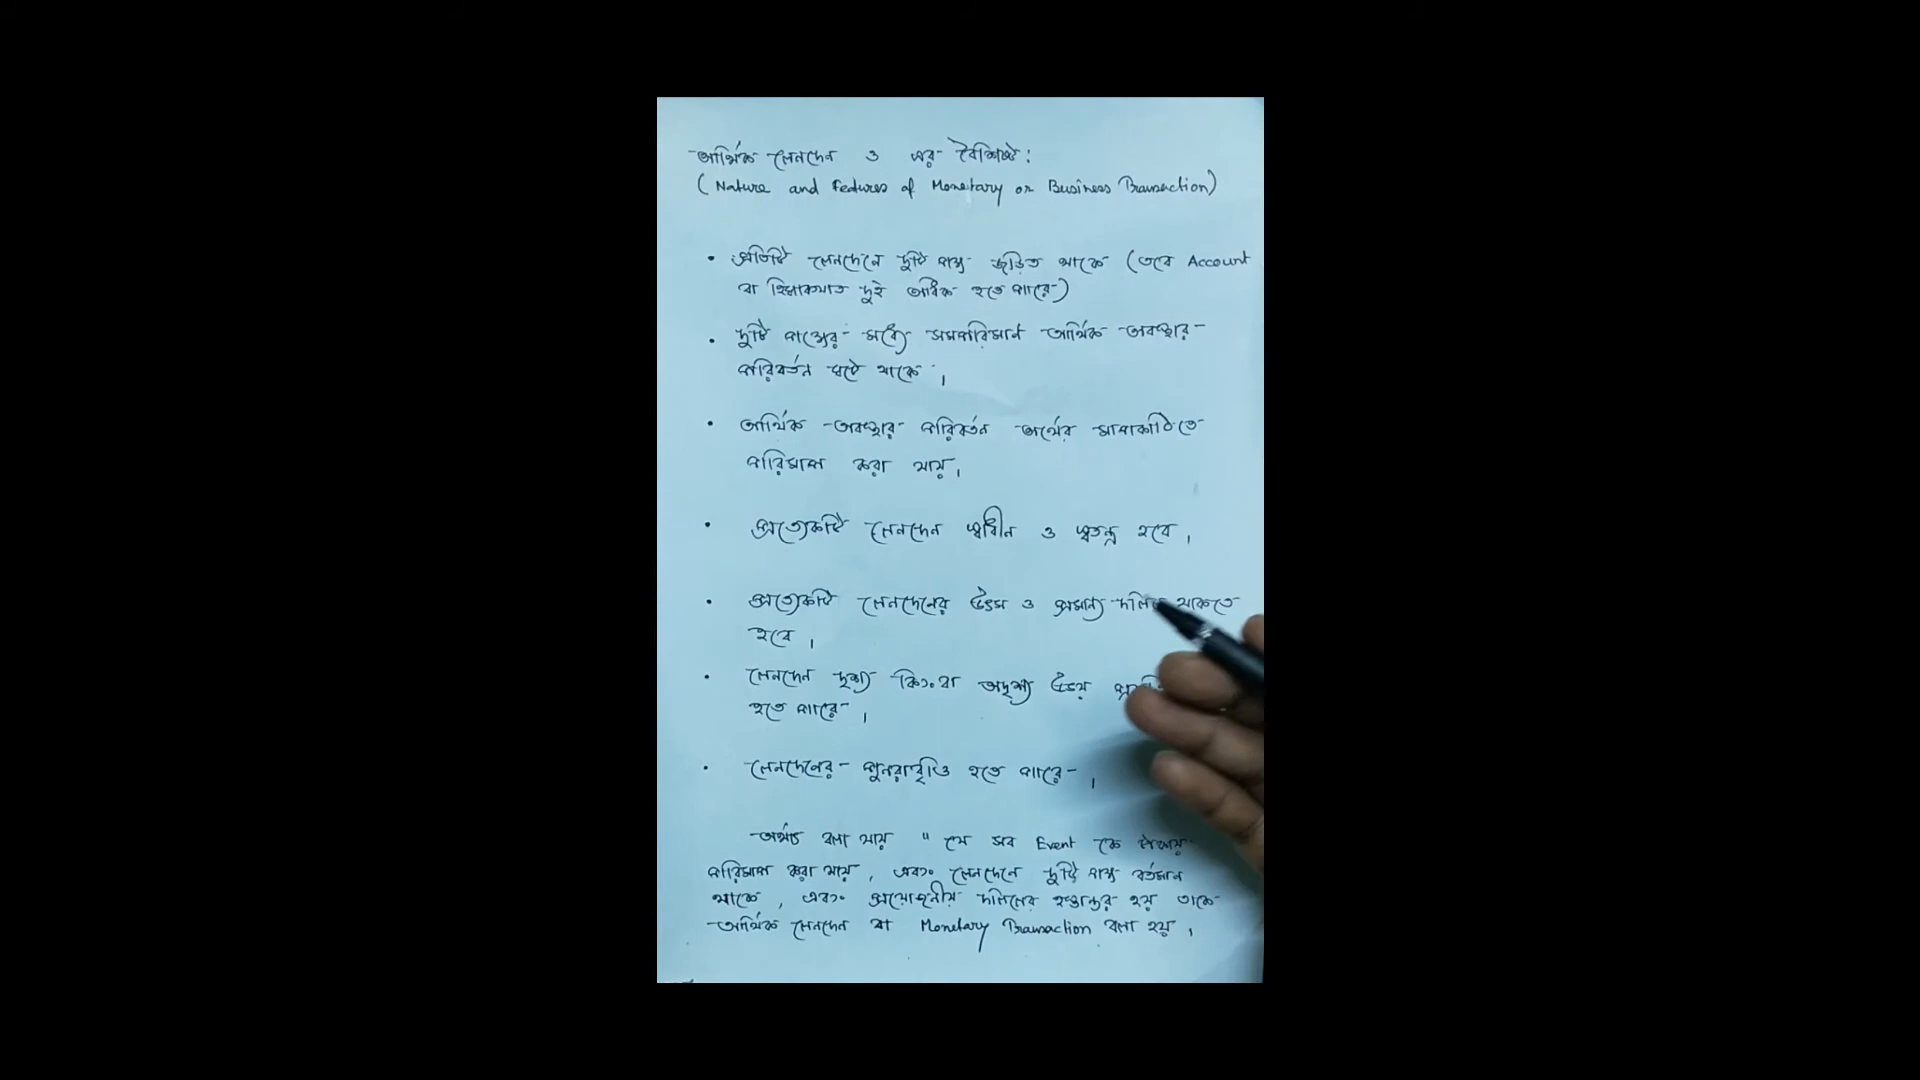 আর্থিক লেনদেন ও এর বৈশিষ্ট্য:
(Nature and Features of Monetary or Business Transaction)
• প্রতিটি লেনদেনে দুটি পক্ষ জড়িত থাকে (তবে Account
বা হিসাবখাত দুই অধিক হতে পারে)
• দুটি পক্ষের মধ্যে সমপরিমাণ আর্থিক অবস্থার
পরিবর্তন ঘটে থাকে।
• আর্থিক অবস্থার পরিবর্তন অর্থের মাপকাঠিতে
পরিমাপ করা যায়।
• প্রত্যেকটি লেনদেন স্বাধীন ও স্বতন্ত্র হবে।
• প্রত্যেকটি লেনদেনের উৎস ও প্রমাণ্য থাকতে
হবে।
• লেনদেন দৃশ্য কিংবা অদৃশ্য উভয়
হতে পারে।
• লেনদেনের পুনরাবৃত্তি হতে পারে।
অর্থাৎ বলা যায় " যে সব Event কে টাকায়
পরিমাপ করা যায়, এবং লেনদেনে দুটি পক্ষ বর্তমান
থাকে, এবং প্রয়োজনীয় দলিলের হস্তান্তর হয় তাকে
আর্থিক লেনদেন বা Monetary Transaction বলা হয়।